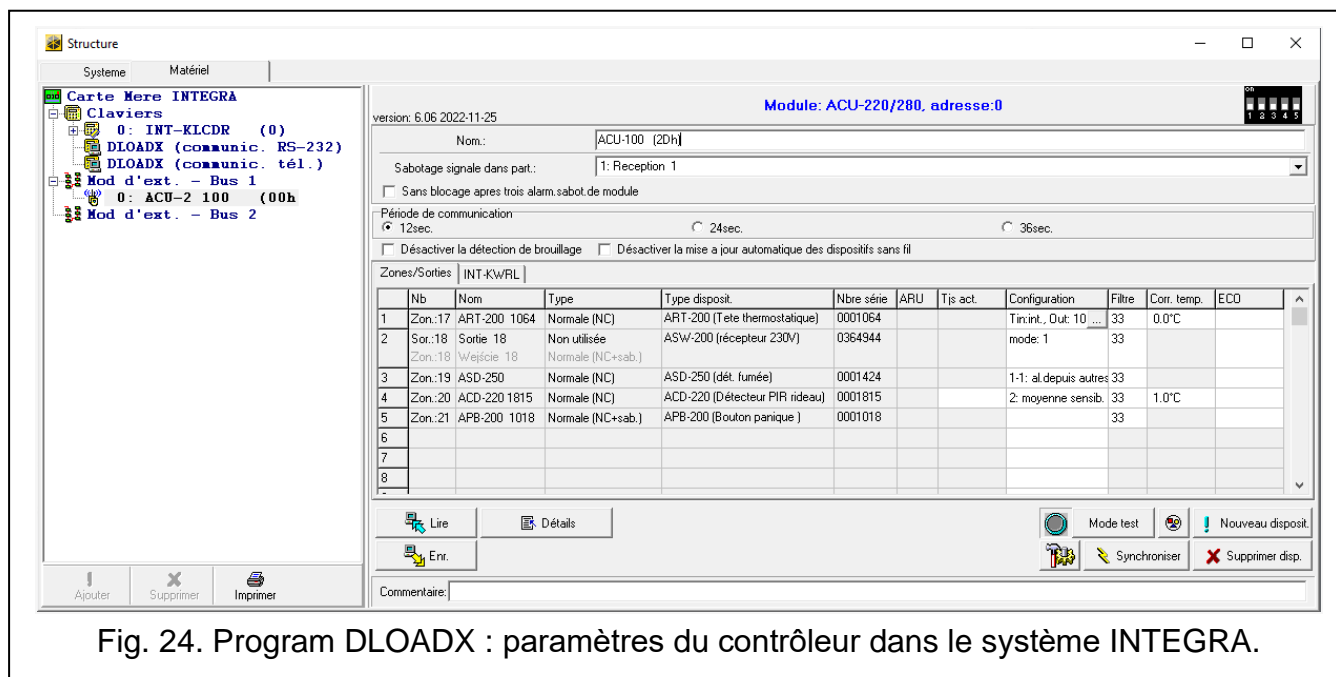 Structure
Systeme Matériel
Carte Mere INTEGRA
Claviers
0: INT-KLCDR (0)
DLOADX (communic. RS-232)
DLOADX (communic. tél.)
Mod d'ext. - Bus 1
0: ACU-2 100 (00h
Mod d'ext. - Bus 2
Ajouter Supprimer Imprimer
version: 6.06 2022-11-25 Module: ACU-220/280, adresse:0
on
1 2 3 4 5
Nom.: ACU-100 (2Dh)
Sabotage signale dans part.: 1: Reception 1
Sans blocage apres trois alarm.sabot.de module
Période de communication
12sec. 24sec. 36sec.
Désactiver la détection de brouillage Désactiver la mise a jour automatique des dispositifs sans fil
Zones/Sorties INT-KWRL
Nb Nom Type Type disposit. Nbre série ARU Tjs act. Configuration Filtre Corr. temp. ECO
1 Zon.:17 ART-200 1064 Normale (NC) ART-200 (Tete thermostatique) 0001064 Tin:int., Out: 10 ... 33 0.0°C
2 Sor.:18 Sortie 18 Non utilisée ASW-200 (récepteur 230V) 0364944 mode: 1 33
Zon.:18 Wejście 18 Normale (NC+sab.)
3 Zon.:19 ASD-250 Normale (NC) ASD-250 (dét. fumée) 0001424 1-1: al.depuis autres 33
4 Zon.:20 ACD-220 1815 Normale (NC) ACD-220 (Détecteur PIR rideau) 0001815 2: moyenne sensib. 33 1.0°C
5 Zon.:21 APB-200 1018 Normale (NC+sab.) APB-200 (Bouton panique ) 0001018 33
6
7
8
Lire Détails Mode test Nouveau disposit.
Enr. Synchroniser Supprimer disp.
Commentaire:
Fig. 24. Program DLOADX : paramètres du contrôleur dans le système INTEGRA.